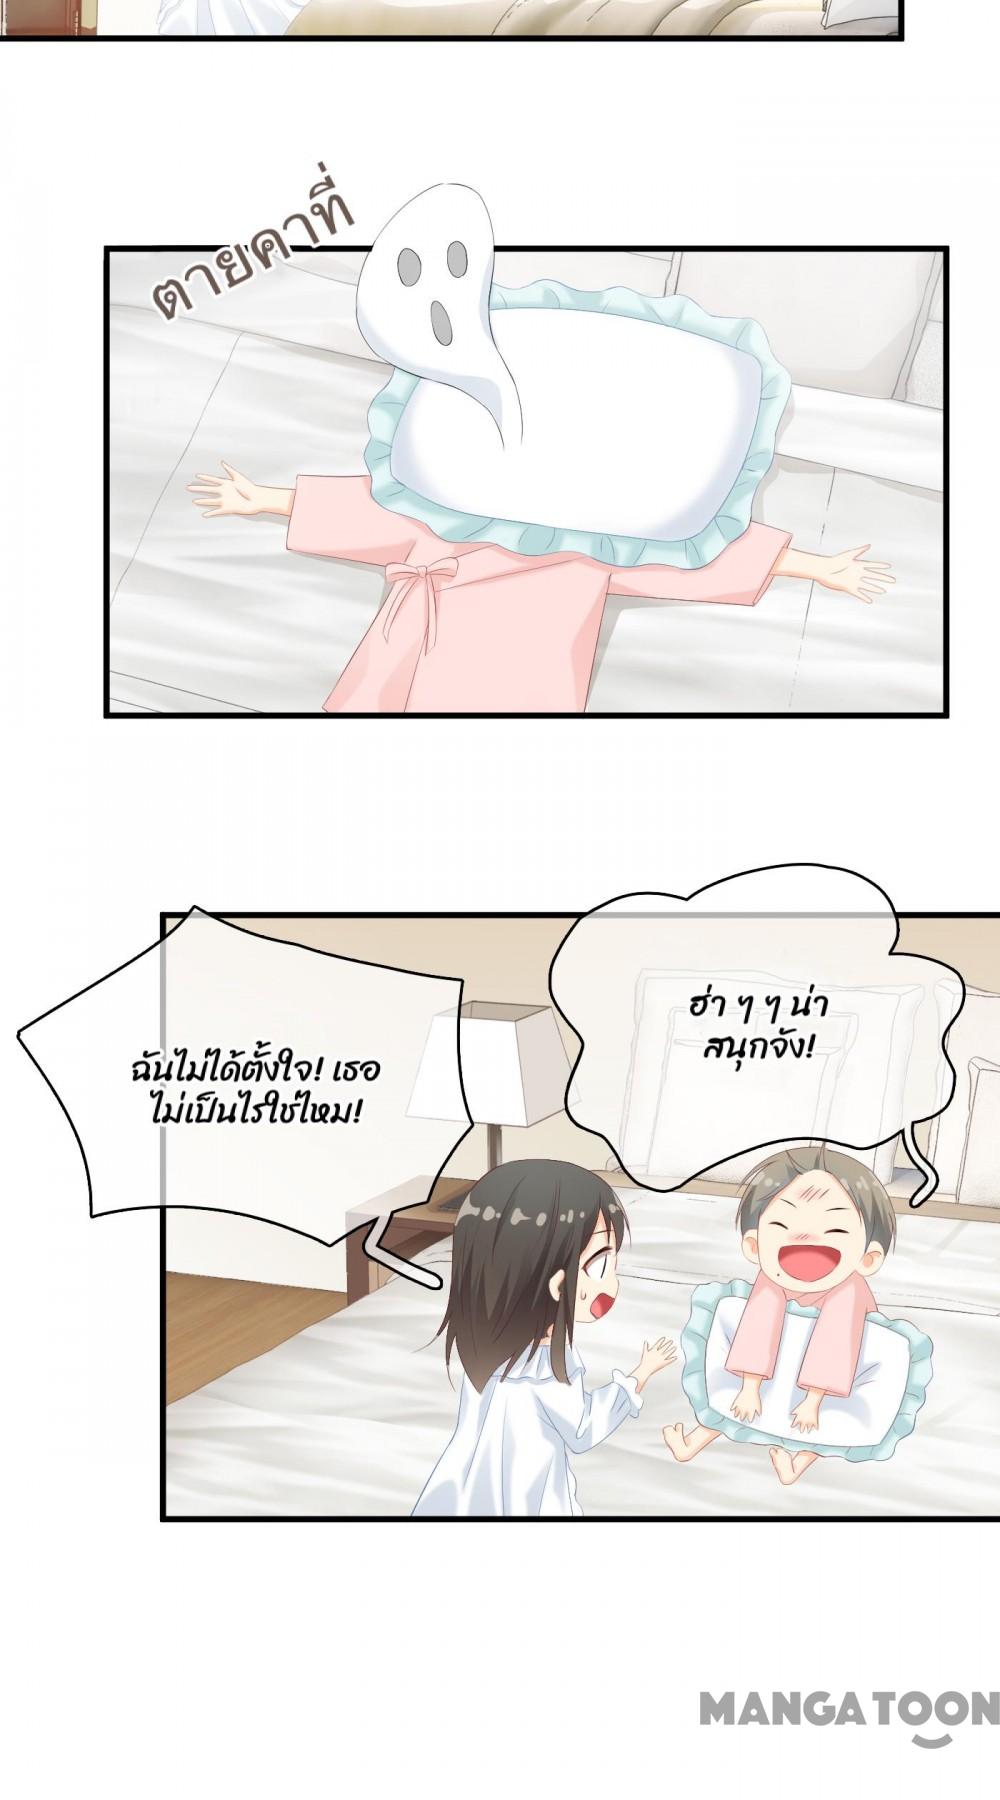 ตายคาที่
ฮ่า ๆ ๆ น่า
สนุกจัง!
ฉันไม่ได้ตั้งใจ! เธอ
ไม่เป็นไรใช่ไหม!
MANGATOON